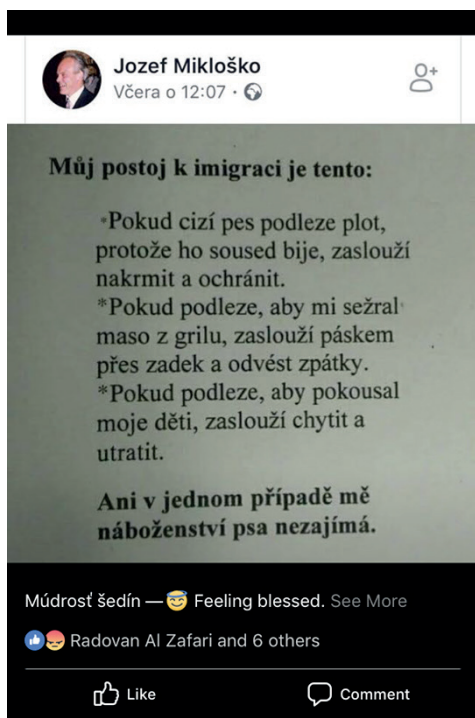 Jozef Mikloško
Včera o 12:07 ·
Můj postoj k imigraci je tento:
*Pokud cizí pes podleze plot,
protože ho soused bije, zaslouží
nakrmit a ochránit.
*Pokud podleze, aby mi sežral
maso z grilu, zaslouží páskem
přes zadek a odvést zpátky.
*Pokud podleze, aby pokousal
moje děti, zaslouží chytit a
utratit.
Ani v jednom případě mě
náboženství psa nezajímá.
Múdrosť šedín — 😇 Feeling blessed. See More
Radovan Al Zafari and 6 others
Like
Comment